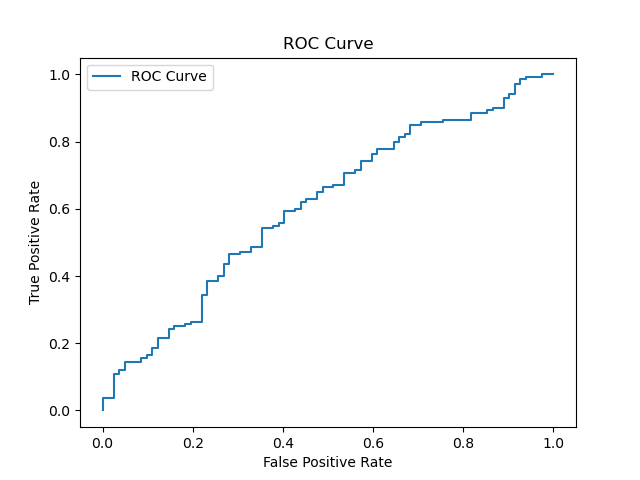 ROC Curve
ROC Curve
1.0
0.8
0.6
0.4
0.2
0.0
True Positive Rate
0.0 0.2 0.4 0.6 0.8 1.0
False Positive Rate